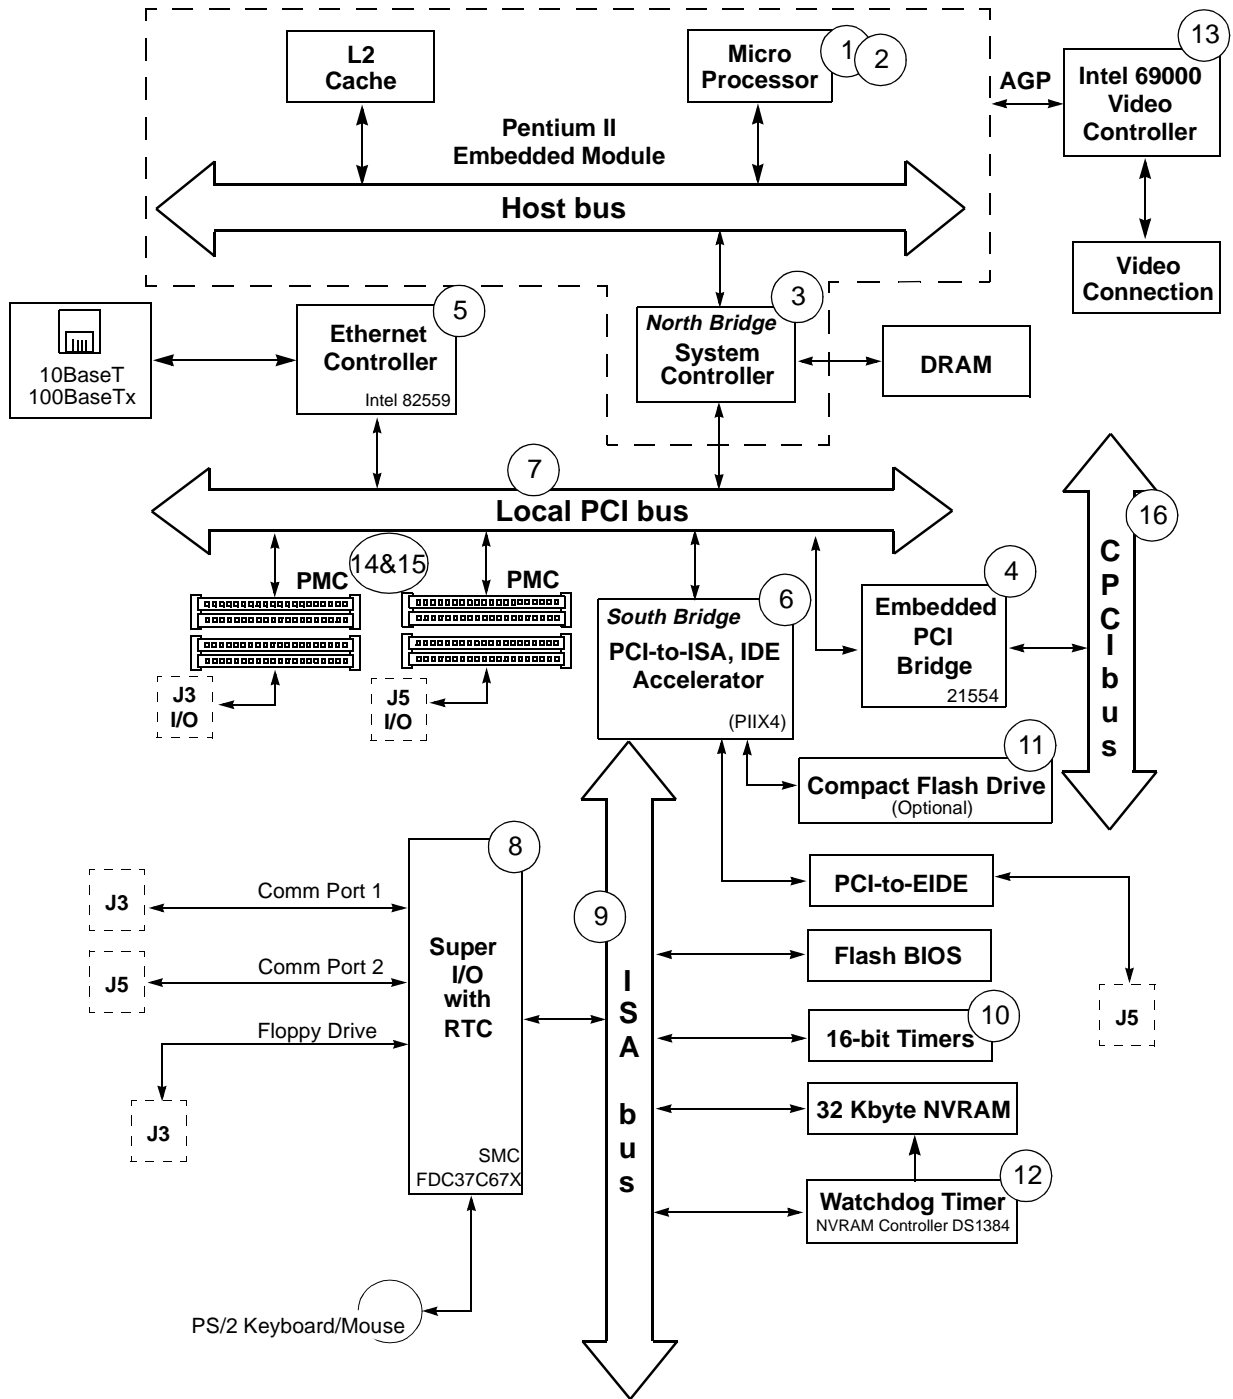 L2
Cache
Micro
Processor
1
2
13
AGP
Intel 69000
Video
Controller
Pentium II
Embedded Module
Host bus
Video
Connection
10BaseT
100BaseTx
5
Ethernet
Controller
Intel 82559
3
North Bridge
System
Controller
DRAM
7
Local PCI bus
16
CPCI bus
14&15
PMC
PMC
J3
I/O
J5
I/O
6
South Bridge
PCI-to-ISA, IDE
Accelerator
(PIIX4)
4
Embedded
PCI
Bridge
21554
11
Compact Flash Drive
(Optional)
8
Super
I/O
with
RTC
SMC
FDC37C67X
J3
Comm Port 1
J5
Comm Port 2
Floppy Drive
J3
PS/2 Keyboard/Mouse
9
ISA bus
PCI-to-EIDE
J5
Flash BIOS
10
16-bit Timers
32 Kbyte NVRAM
12
Watchdog Timer
NVRAM Controller DS1384